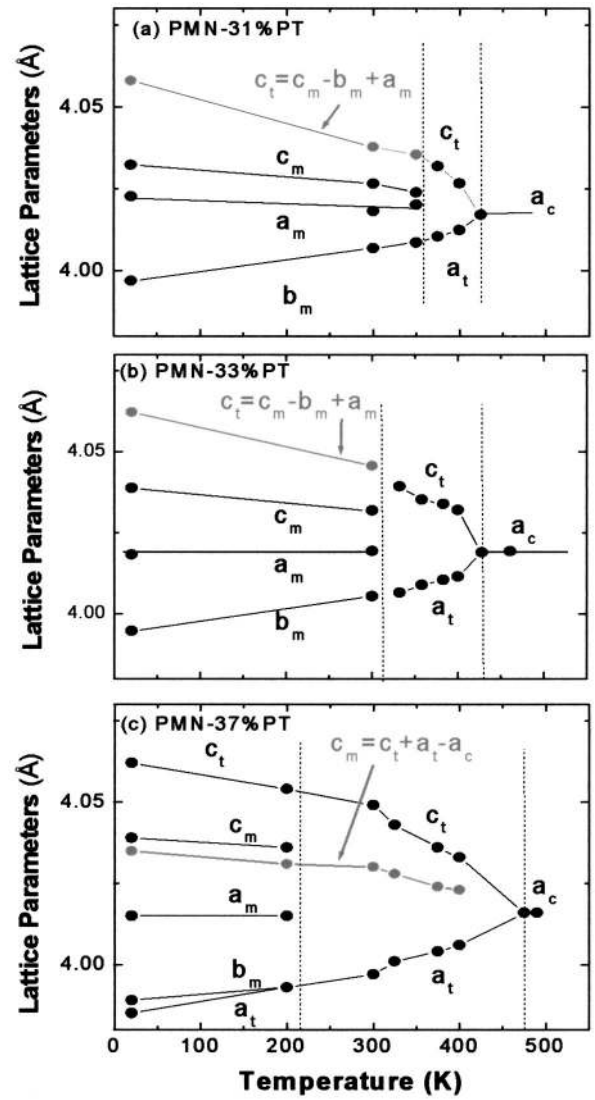 (a) PMN-31%PT
c_t=c_m-b_m+a_m
4.05
c_t
c_m
a_c
a_m
4.00
a_t
b_m
Lattice Parameters (Å)
(b) PMN-33%PT
c_t=c_m-b_m+a_m
4.05
c_t
c_m
a_c
a_m
4.00
a_t
b_m
Lattice Parameters (Å)
(c) PMN-37%PT
c_m=c_t+a_t-a_c
c_t
4.05
c_t
c_m
a_c
a_m
4.00
b_m
a_t
a_t
Lattice Parameters (Å)
0 100 200 300 400 500
Temperature (K)